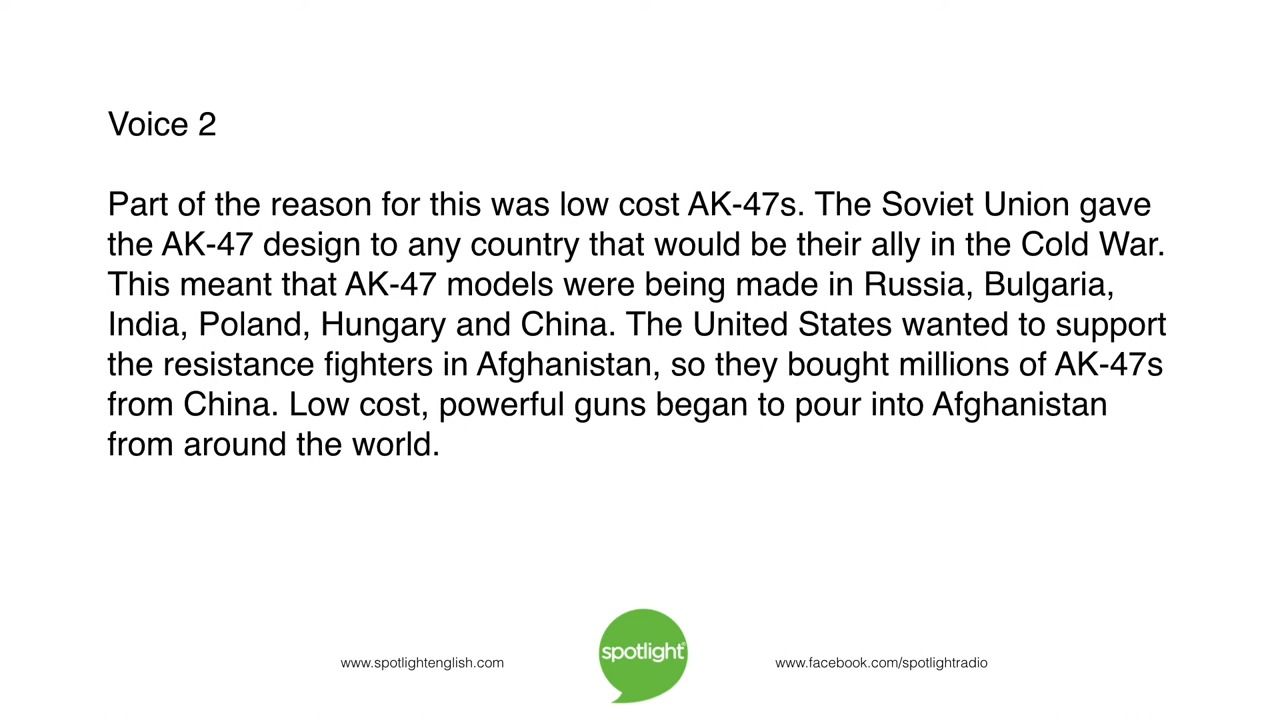 Voice 2
Part of the reason for this was low cost AK-47s. The Soviet Union gave
the AK-47 design to any country that would be their ally in the Cold War.
This meant that AK-47 models were being made in Russia, Bulgaria,
India, Poland, Hungary and China. The United States wanted to support
the resistance fighters in Afghanistan, so they bought millions of AK-47s
from China. Low cost, powerful guns began to pour into Afghanistan
from around the world.
www.spotlightenglish.com
spotlight®
www.facebook.com/spotlightradio